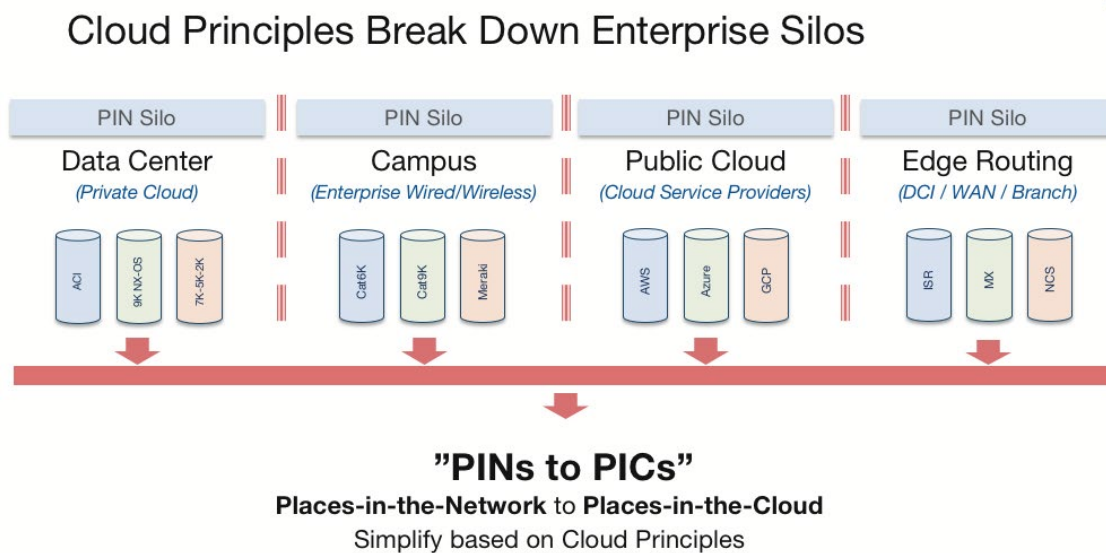 Cloud Principles Break Down Enterprise Silos
PIN Silo
PIN Silo
PIN Silo
PIN Silo
Data Center
Campus
Public Cloud
Edge Routing
(Private Cloud)
(Enterprise Wired/Wireless)
(Cloud Service Providers)
(DCI / WAN / Branch)
ACI
9K NX-OS
7K-5K-2K
Cat6K
Cat9K
Meraki
AWS
Azure
GCP
ISR
MX
NCS
”PINs to PICs”
Places-in-the-Network to Places-in-the-Cloud
Simplify based on Cloud Principles